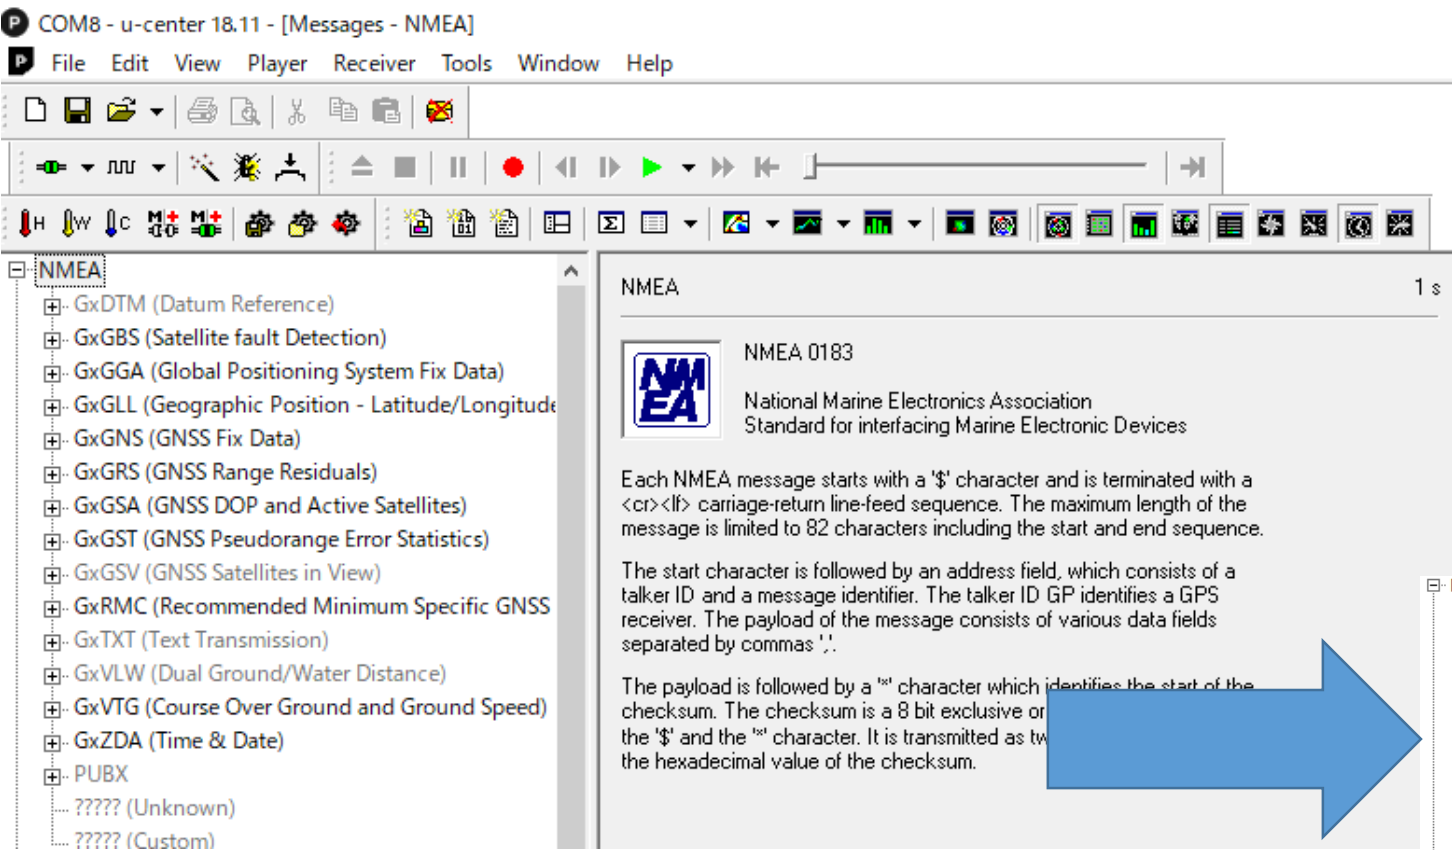 COM8 - u-center 18.11 - [Messages - NMEA]
File Edit View Player Receiver Tools Window Help
H W C
NMEA
GxDTM (Datum Reference)
GxGBS (Satellite fault Detection)
GxGGA (Global Positioning System Fix Data)
GxGLL (Geographic Position - Latitude/Longitude
GxGNS (GNSS Fix Data)
GxGRS (GNSS Range Residuals)
GxGSA (GNSS DOP and Active Satellites)
GxGST (GNSS Pseudorange Error Statistics)
GxGSV (GNSS Satellites in View)
GxRMC (Recommended Minimum Specific GNSS
GxTXT (Text Transmission)
GxVLW (Dual Ground/Water Distance)
GxVTG (Course Over Ground and Ground Speed)
GxZDA (Time & Date)
PUBX
????? (Unknown)
????? (Custom)
NMEA 1 s
NMEA
NMEA 0183
National Marine Electronics Association
Standard for interfacing Marine Electronic Devices
Each NMEA message starts with a '$' character and is terminated with a
<cr><lf> carriage-return line-feed sequence. The maximum length of the
message is limited to 82 characters including the start and end sequence.
The start character is followed by an address field, which consists of a
talker ID and a message identifier. The talker ID GP identifies a GPS
receiver. The payload of the message consists of various data fields
separated by commas ','.
The payload is followed by a '*' character which identifies the start of the
checksum. The checksum is a 8 bit exclusive or
the '$' and the '*' character. It is transmitted as tw
the hexadecimal value of the checksum.